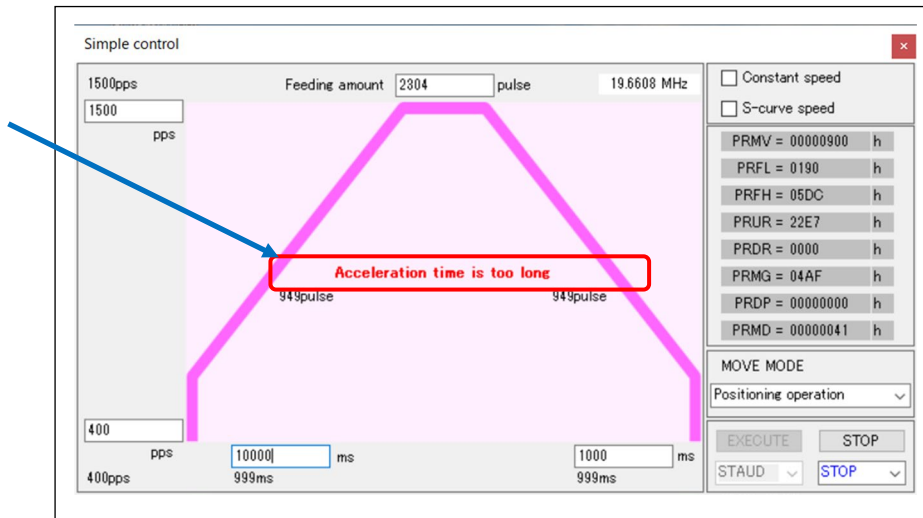 Simple control
1500pps
Feeding amount 2304 pulse 19.6608 MHz
1500
pps
Acceleration time is too long
949pulse 949pulse
400
pps
400pps
10000 ms
999ms
1000 ms
999ms
Constant speed
S-curve speed
PRMV = 00000900 h
PRFL = 0190 h
PRFH = 05DC h
PRUR = 22E7 h
PRDR = 0000 h
PRMG = 04AF h
PRDP = 00000000 h
PRMD = 00000041 h
MOVE MODE
Positioning operation
EXECUTE STOP
STAUD STOP